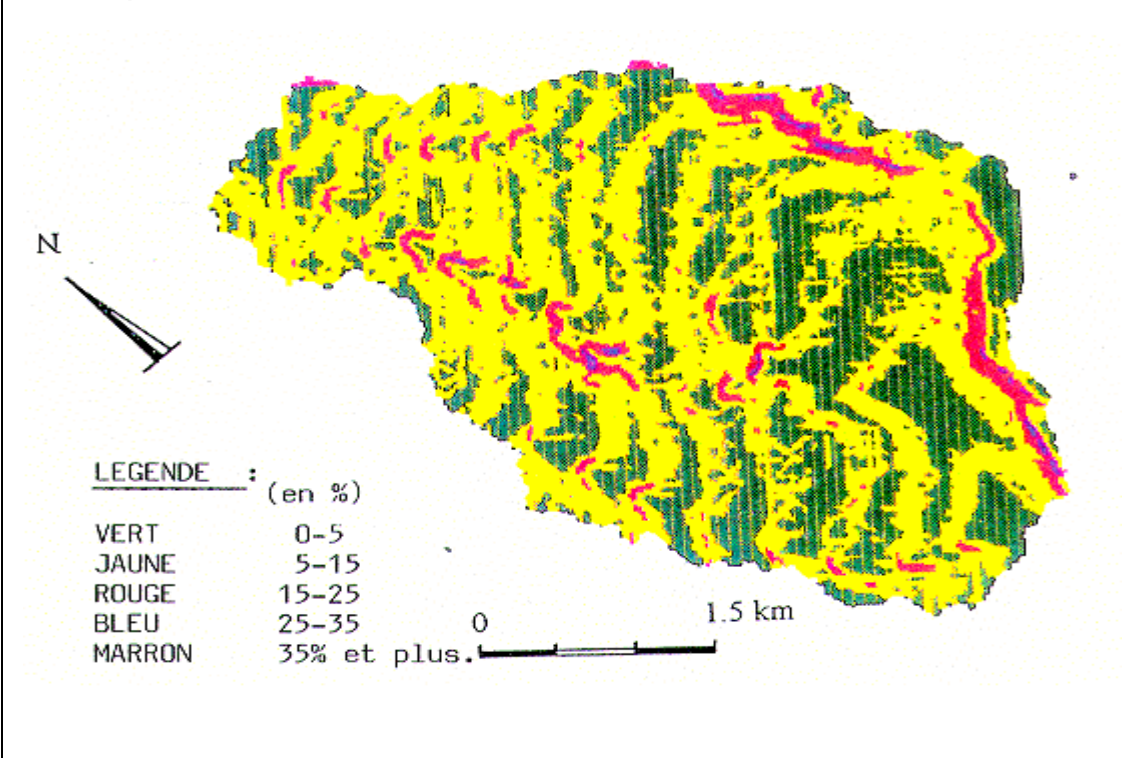 N
LEGENDE :
(en %)
VERT 0-5
JAUNE 5-15
ROUGE 15-25
BLEU 25-35
MARRON 35% et plus.
0 1.5 km